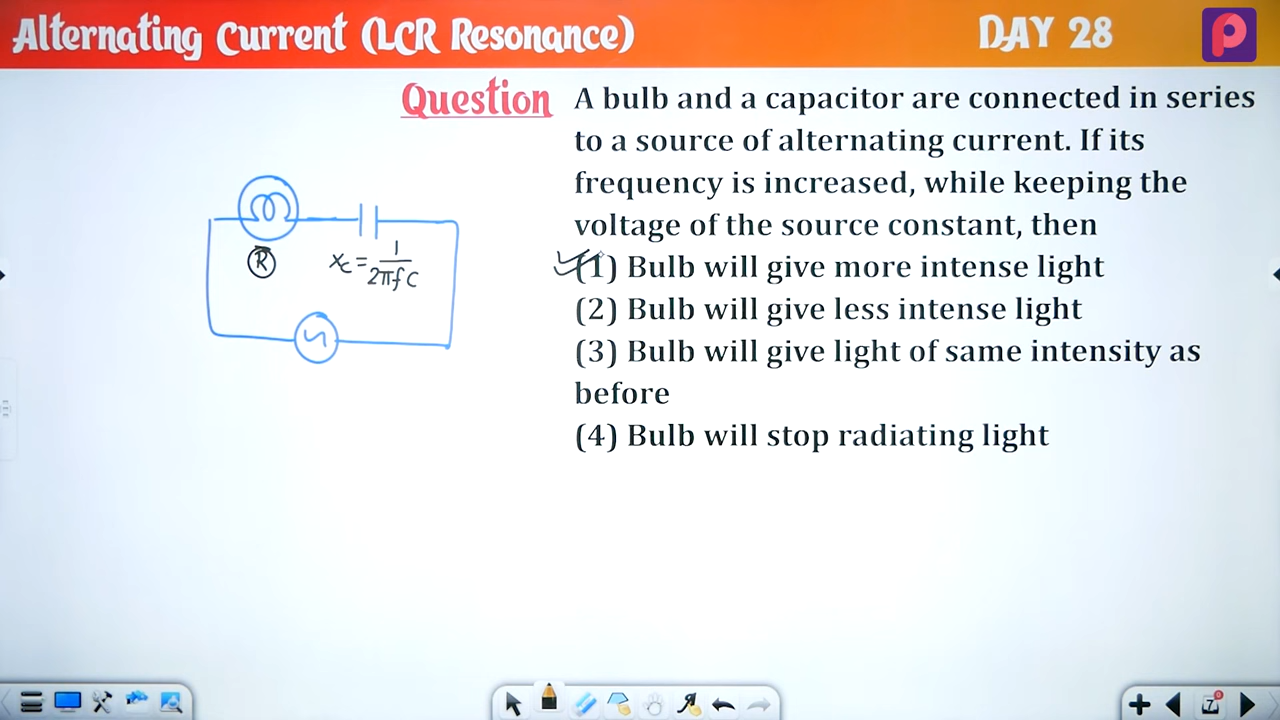 Alternating Current (LCR Resonance)
DAY 28
Question
A bulb and a capacitor are connected in series
to a source of alternating current. If its
frequency is increased, while keeping the
voltage of the source constant, then
(1) Bulb will give more intense light
(2) Bulb will give less intense light
(3) Bulb will give light of same intensity as
before
(4) Bulb will stop radiating light
R
Xc = 1/2πfC